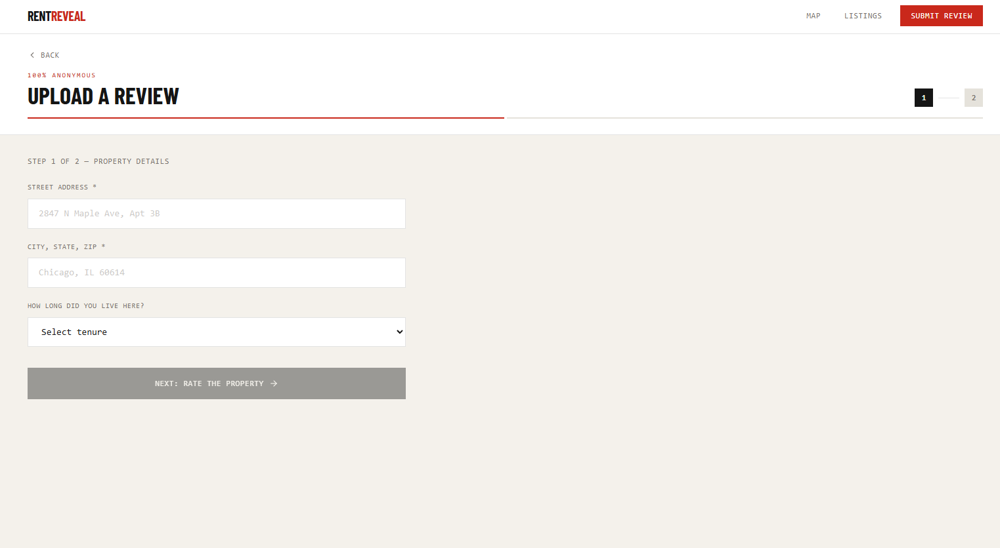 RENTREVEAL
MAP
LISTINGS
SUBMIT REVIEW
BACK
100% ANONYMOUS
UPLOAD A REVIEW
1
2
STEP 1 OF 2 — PROPERTY DETAILS
STREET ADDRESS *
2847 N Maple Ave, Apt 3B
CITY, STATE, ZIP *
Chicago, IL 60614
HOW LONG DID YOU LIVE HERE?
Select tenure
NEXT: RATE THE PROPERTY →